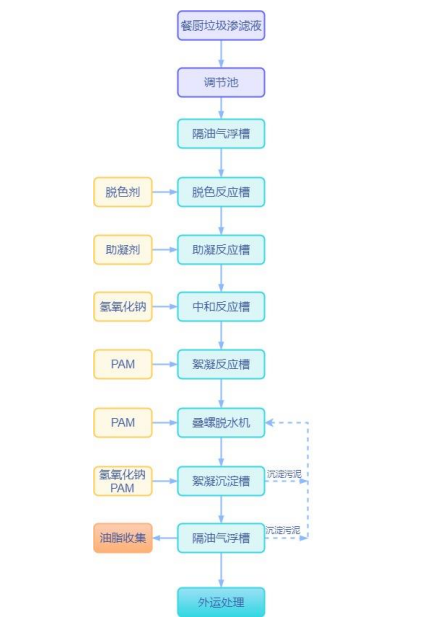 餐厨垃圾渗滤液
调节池
隔油气浮槽
脱色剂
脱色反应槽
助凝剂
助凝反应槽
氢氧化钠
中和反应槽
PAM
絮凝反应槽
PAM
叠螺脱水机
氢氧化钠
PAM
絮凝沉淀槽
沉淀污泥
油脂收集
隔油气浮槽
沉淀污泥
外运处理